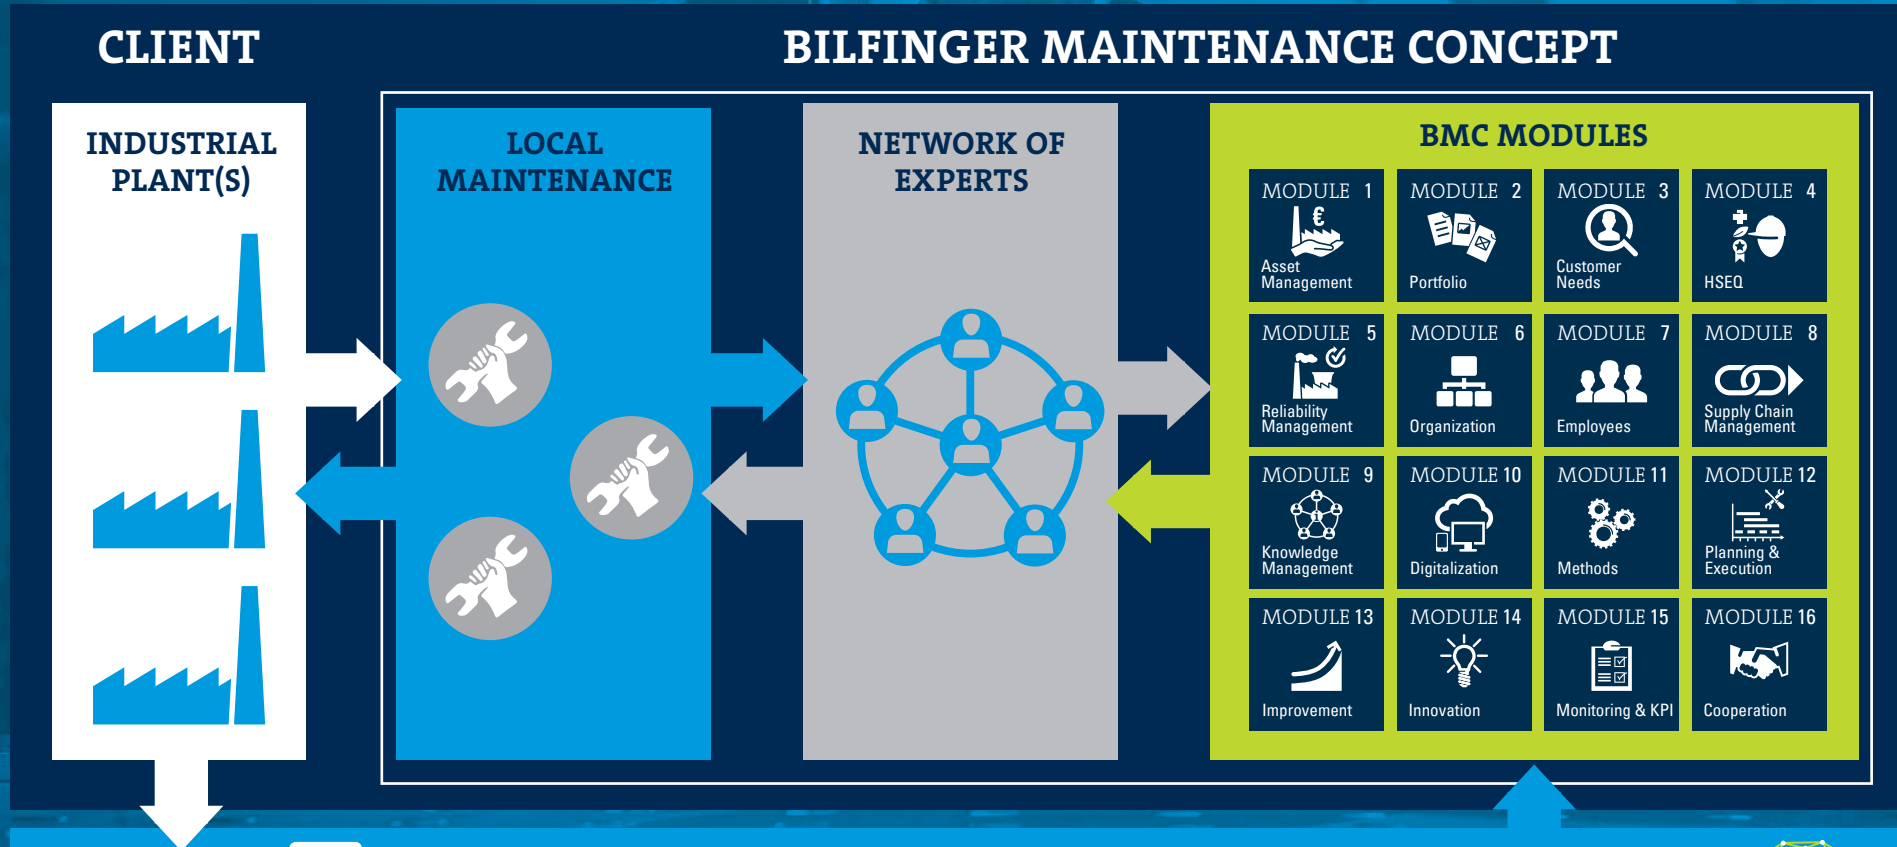 CLIENT
BILFINGER MAINTENANCE CONCEPT
INDUSTRIAL
PLANT(S)
LOCAL
MAINTENANCE
NETWORK OF
EXPERTS
BMC MODULES
MODULE 1
€
Asset
Management
MODULE 2
Portfolio
MODULE 3
Customer
Needs
MODULE 4
HSEQ
MODULE 5
Reliability
Management
MODULE 6
Organization
MODULE 7
Employees
MODULE 8
Supply Chain
Management
MODULE 9
Knowledge
Management
MODULE 10
Digitalization
MODULE 11
Methods
MODULE 12
Planning &
Execution
MODULE 13
Improvement
MODULE 14
Innovation
MODULE 15
Monitoring & KPI
MODULE 16
Cooperation